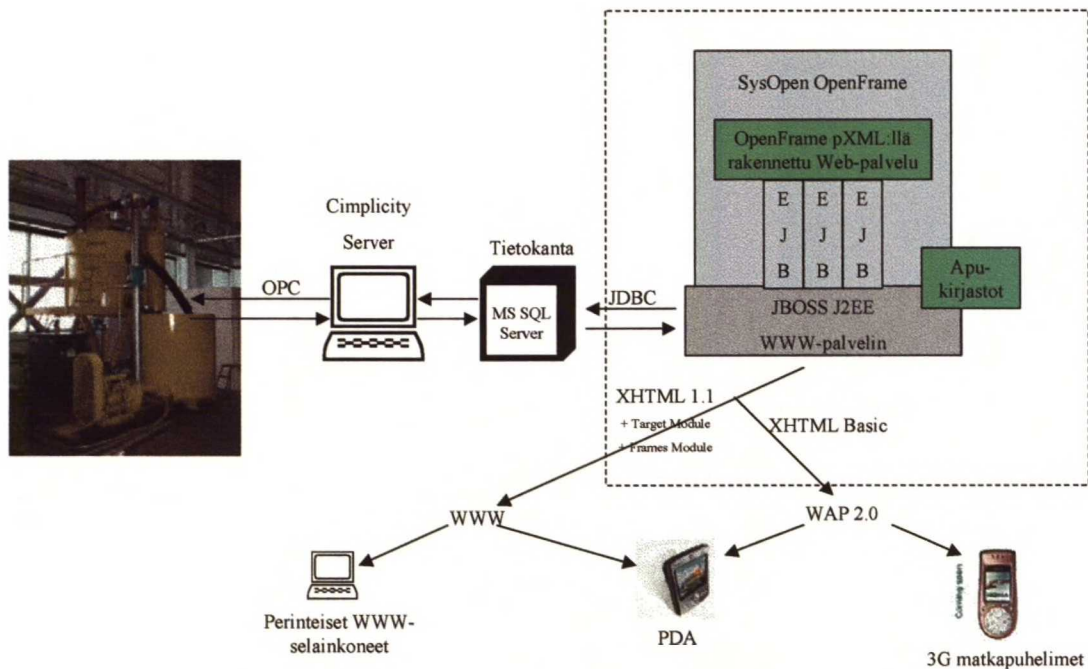 SysOpen OpenFrame
OpenFrame pXML:llä
rakennettu Web-palvelu
E E E
J J J
B B B
Apu-
kirjastot
JBOSS J2EE
WWW-palvelin
Cimplicity
Server
Tietokanta
OPC
MS SQL
Server
JDBC
XHTML 1.1
+ Target Module
+ Frames Module
XHTML Basic
WWW
WAP 2.0
Coming soon
Perinteiset WWW-
selainkoneet
PDA
3G matkapuhelimet